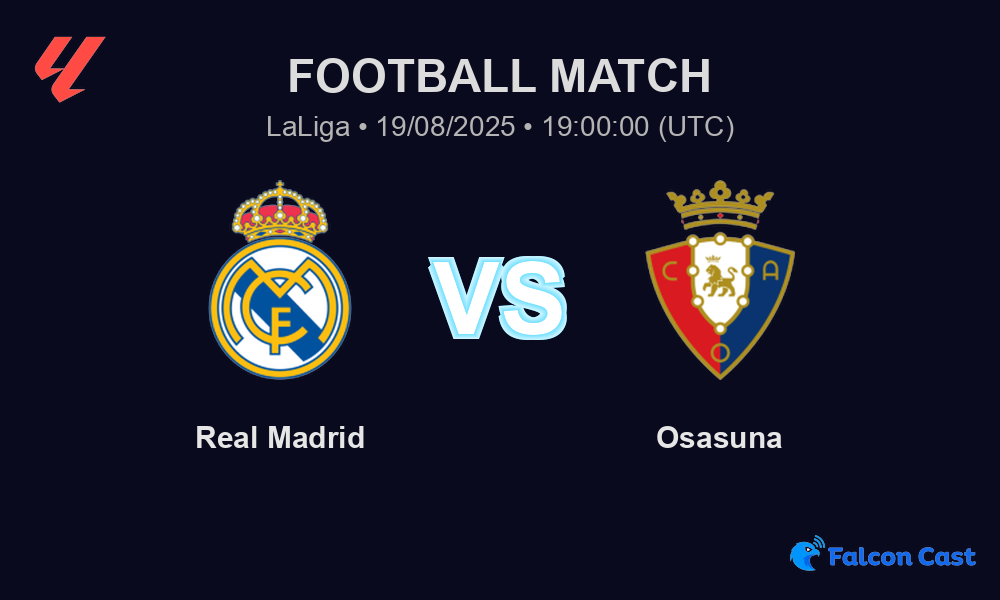 FOOTBALL MATCH
LaLiga • 19/08/2025 • 19:00:00 (UTC)
VS
C A
O
Real Madrid
Osasuna
Falcon Cast